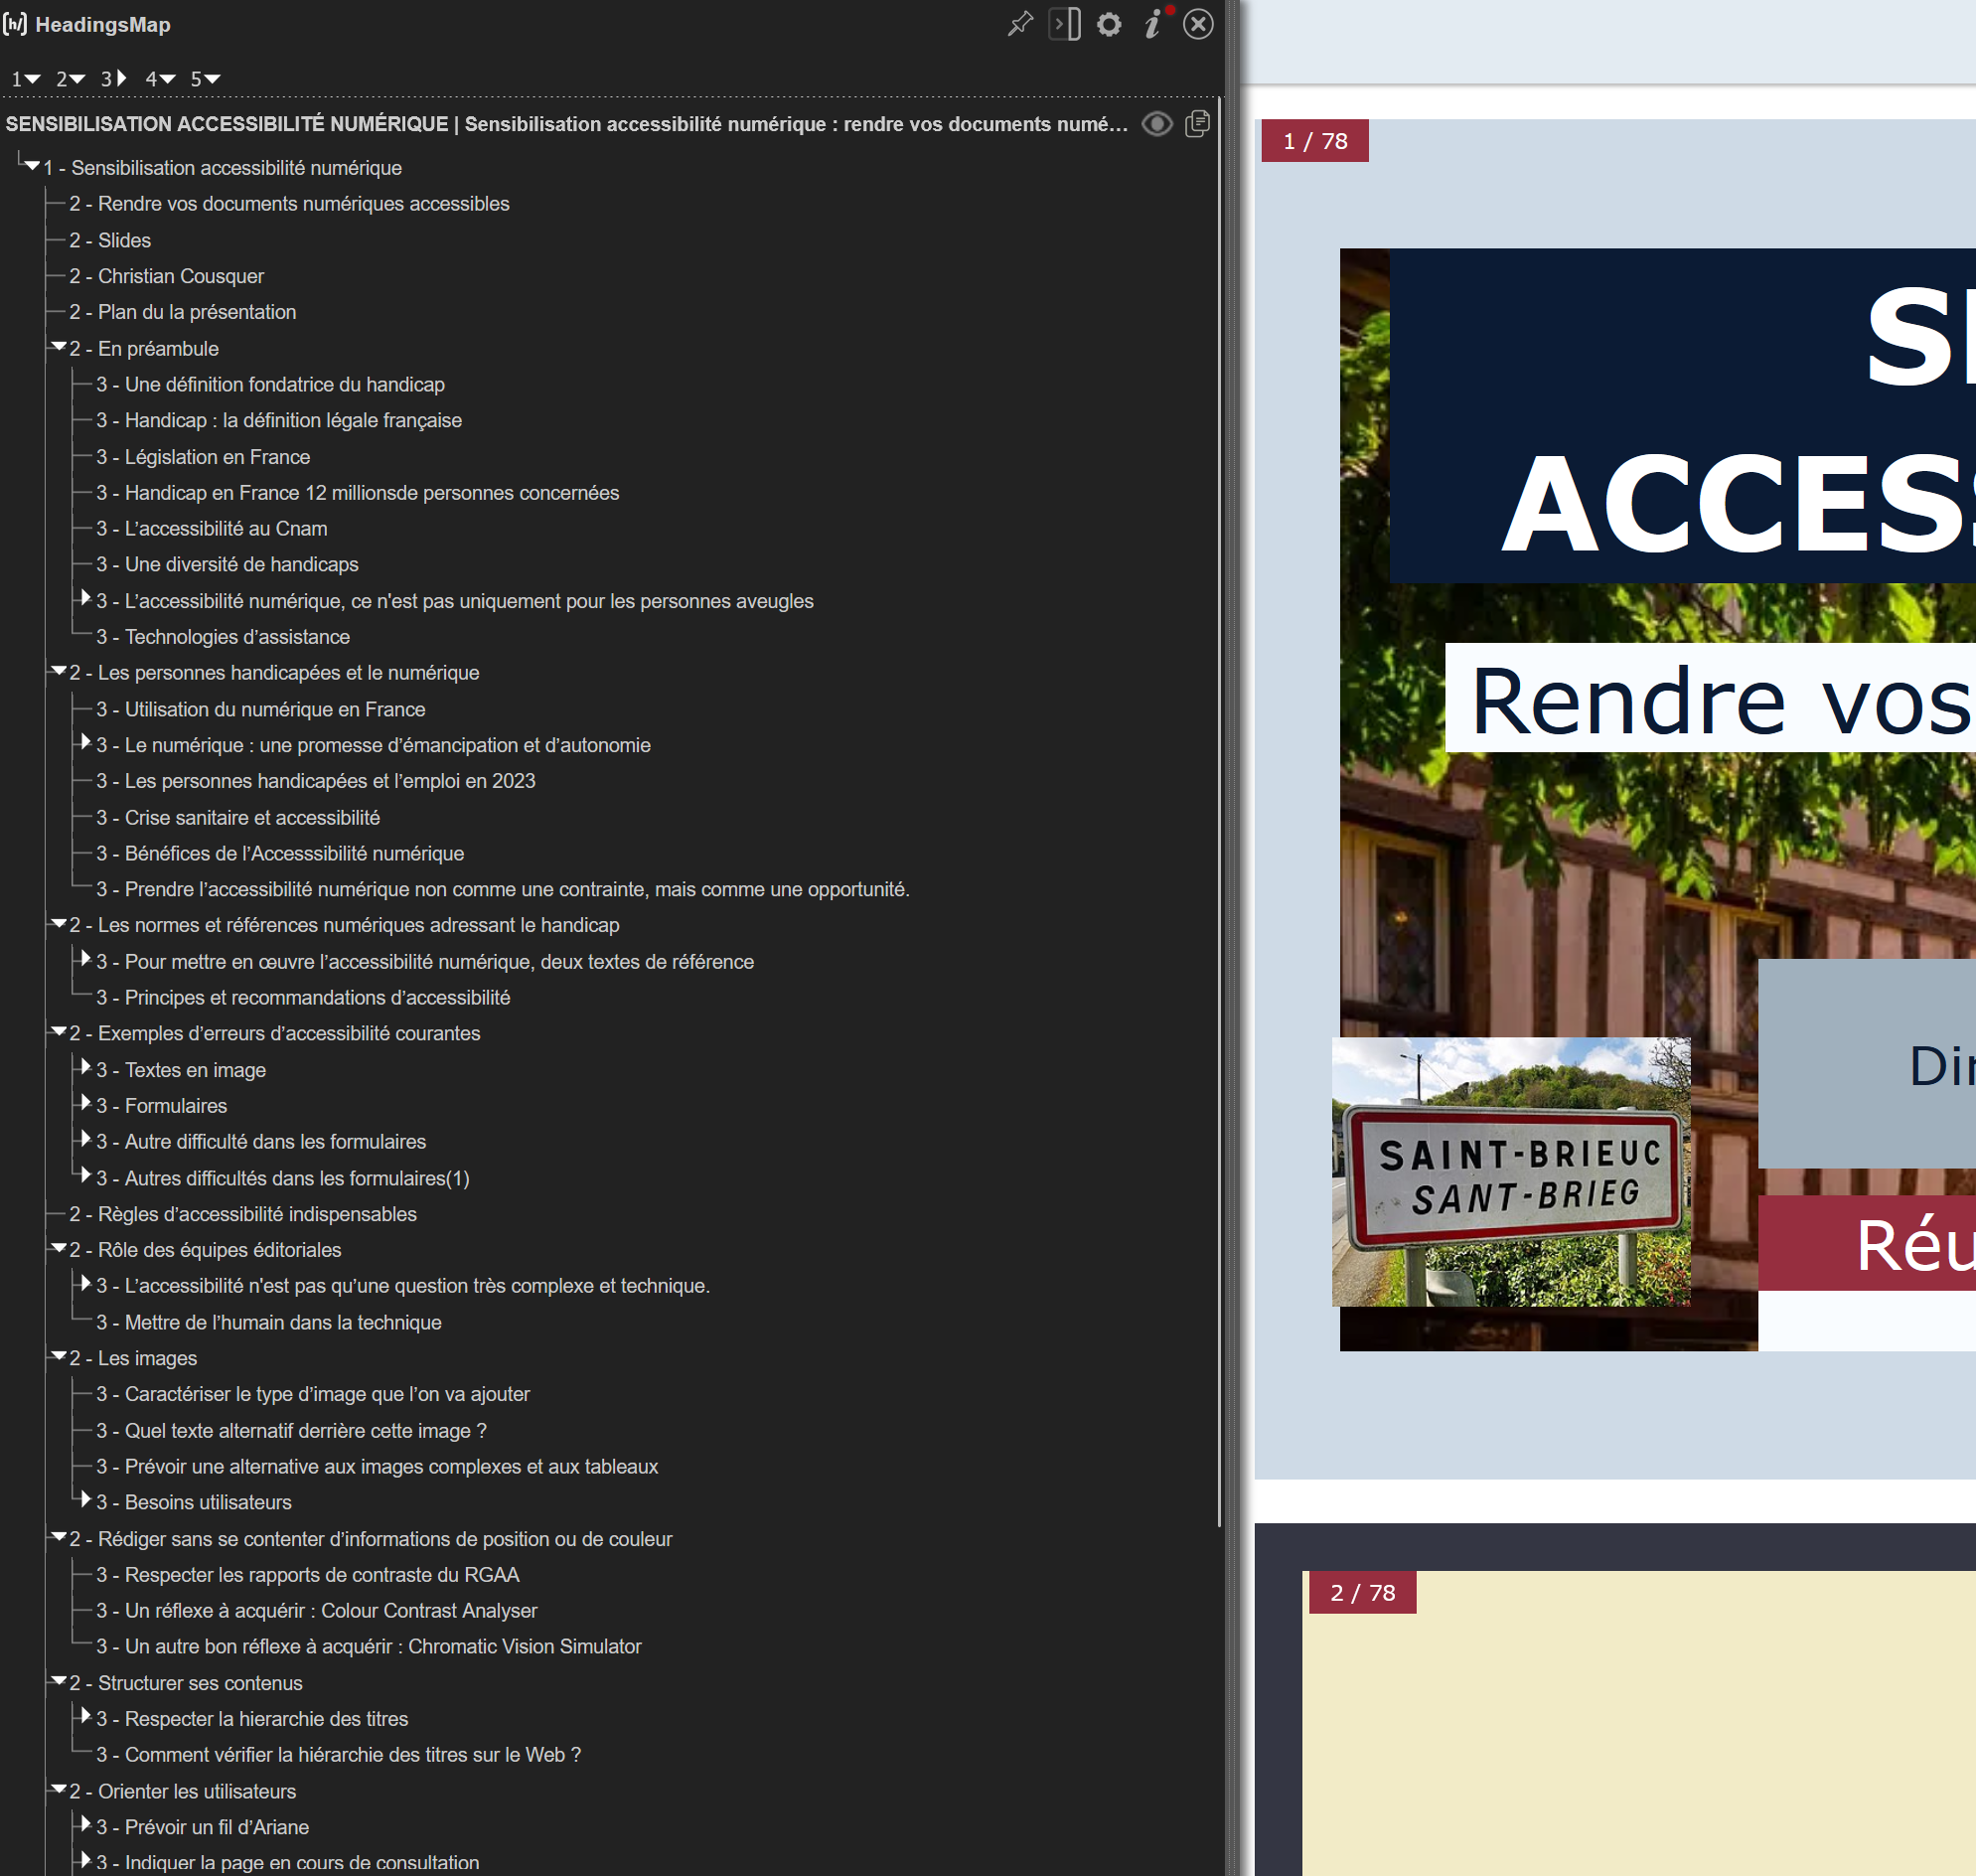 HeadingsMap
1 2 3 4 5
SENSIBILISATION ACCESSIBILITÉ NUMÉRIQUE | Sensibilisation accessibilité numérique : rendre vos documents numé…
1 - Sensibilisation accessibilité numérique
2 - Rendre vos documents numériques accessibles
2 - Slides
2 - Christian Cousquer
2 - Plan du la présentation
2 - En préambule
3 - Une définition fondatrice du handicap
3 - Handicap : la définition légale française
3 - Législation en France
3 - Handicap en France 12 millionsde personnes concernées
3 - L’accessibilité au Cnam
3 - Une diversité de handicaps
3 - L’accessibilité numérique, ce n'est pas uniquement pour les personnes aveugles
3 - Technologies d’assistance
2 - Les personnes handicapées et le numérique
3 - Utilisation du numérique en France
3 - Le numérique : une promesse d’émancipation et d’autonomie
3 - Les personnes handicapées et l’emploi en 2023
3 - Crise sanitaire et accessibilité
3 - Bénéfices de l’Accesssibilité numérique
3 - Prendre l’accessibilité numérique non comme une contrainte, mais comme une opportunité.
2 - Les normes et références numériques adressant le handicap
3 - Pour mettre en œuvre l’accessibilité numérique, deux textes de référence
3 - Principes et recommandations d’accessibilité
2 - Exemples d’erreurs d’accessibilité courantes
3 - Textes en image
3 - Formulaires
3 - Autre difficulté dans les formulaires
3 - Autres difficultés dans les formulaires(1)
2 - Règles d’accessibilité indispensables
2 - Rôle des équipes éditoriales
3 - L’accessibilité n'est pas qu’une question très complexe et technique.
3 - Mettre de l’humain dans la technique
2 - Les images
3 - Caractériser le type d’image que l’on va ajouter
3 - Quel texte alternatif derrière cette image ?
3 - Prévoir une alternative aux images complexes et aux tableaux
3 - Besoins utilisateurs
2 - Rédiger sans se contenter d’informations de position ou de couleur
3 - Respecter les rapports de contraste du RGAA
3 - Un réflexe à acquérir : Colour Contrast Analyser
3 - Un autre bon réflexe à acquérir : Chromatic Vision Simulator
2 - Structurer ses contenus
3 - Respecter la hierarchie des titres
3 - Comment vérifier la hiérarchie des titres sur le Web ?
2 - Orienter les utilisateurs
3 - Prévoir un fil d’Ariane
3 - Indiquer la page en cours de consultation
1 / 78
ACCESS
Rendre vos
Dir
SAINT-BRIEUC
SANT-BRIEG
Réu
2 / 78